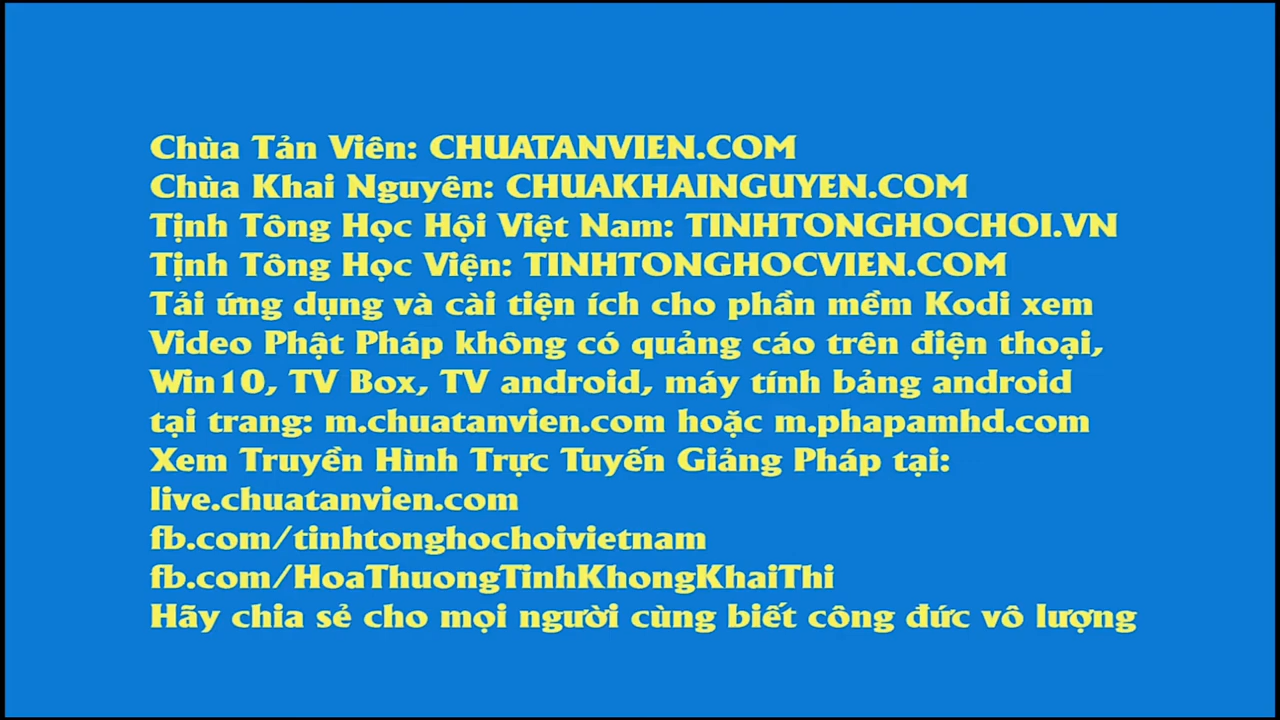 Chùa Tản Viên: CHUATANVIEN.COM
Chùa Khai Nguyên: CHUAKHAINGUYEN.COM
Tịnh Tông Học Hội Việt Nam: TINHTONGHOCHOI.VN
Tịnh Tông Học Viện: TINHTONGHOCVIEN.COM
Tải ứng dụng và cài tiện ích cho phần mềm Kodi xem
Video Phật Pháp không có quảng cáo trên điện thoại,
Win10, TV Box, TV android, máy tính bảng android
tại trang: m.chuatanvien.com hoặc m.phapamhd.com
Xem Truyền Hình Trực Tuyến Giảng Pháp tại:
live.chuatanvien.com
fb.com/tinhtonghochoivietnam
fb.com/HoaThuongTinhKhongKhaiThi
Hãy chia sẻ cho mọi người cùng biết công đức vô lượng